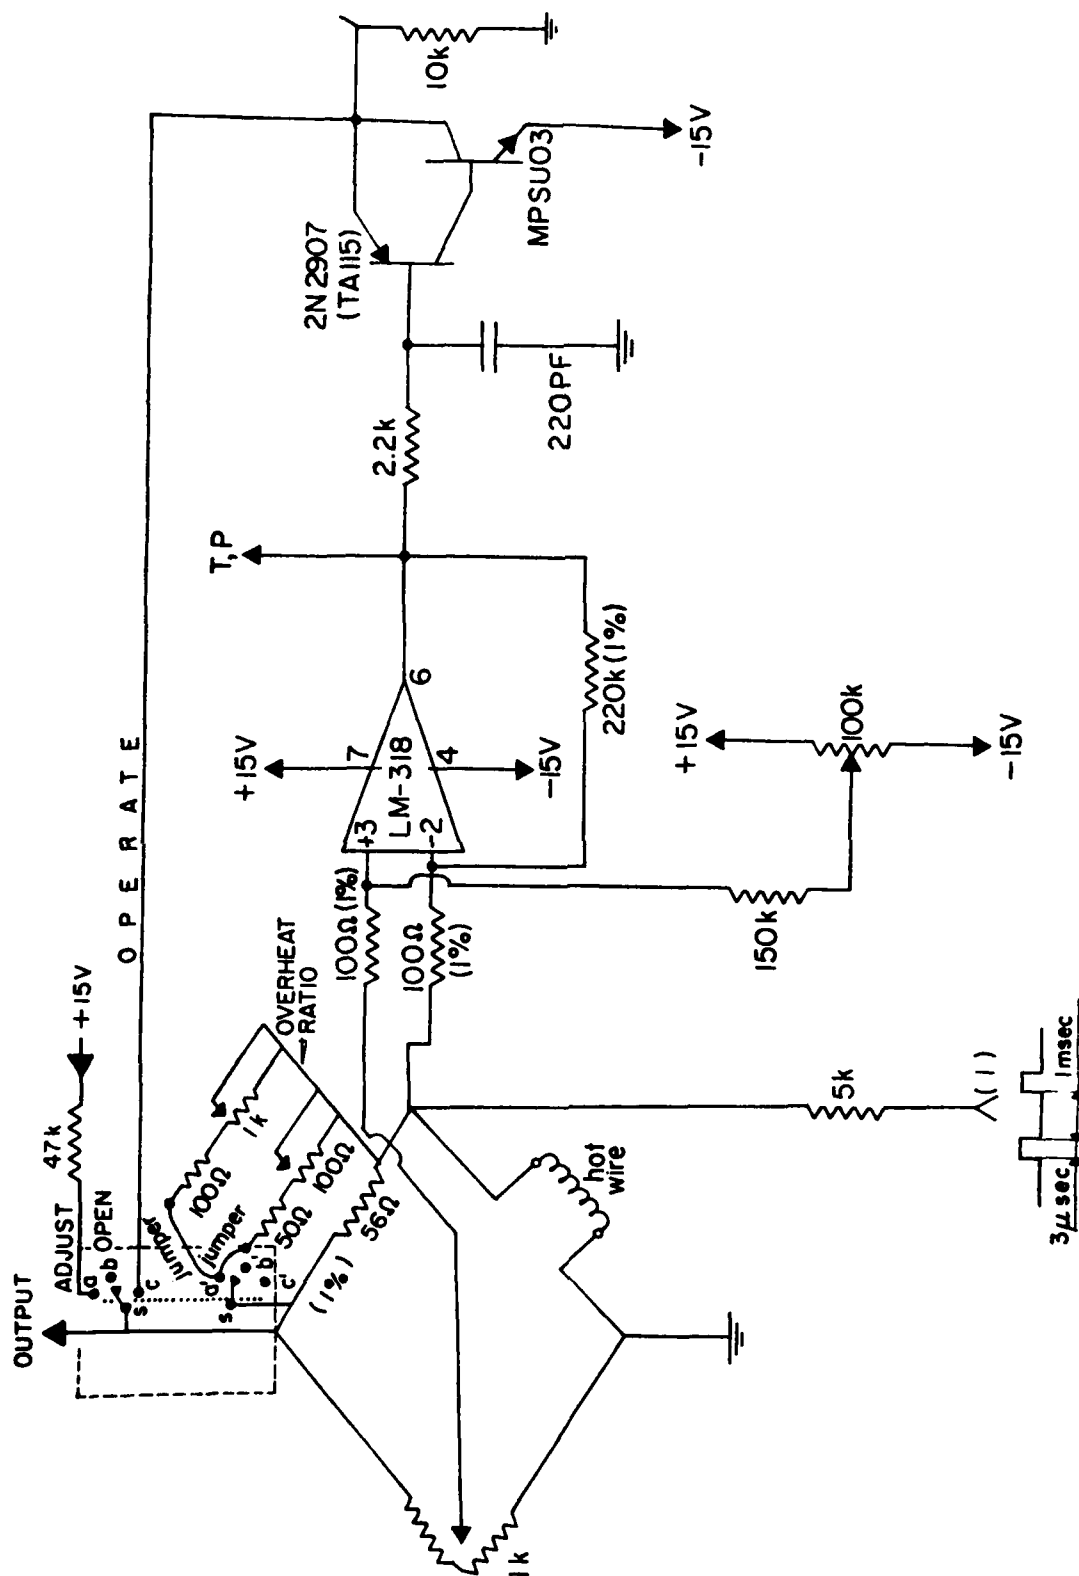 OUTPUT
ADJUST
47k
+15V
a
b
OPEN
c
s
OPERATE
jumper
100Ω
1k
OVERHEAT
RATIO
a'
jumper
50Ω
100Ω
b'
c'
s
(1%)
56Ω
1k
hot
wire
5k
(1)
3μsec
1msec
100Ω(1%)
100Ω
(1%)
+3
-2
LM-318
7
4
6
+15V
-15V
150k
+15V
100k
-15V
220k(1%)
T,P
2.2k
220PF
2N2907
(TA115)
MPSU03
-15V
10k